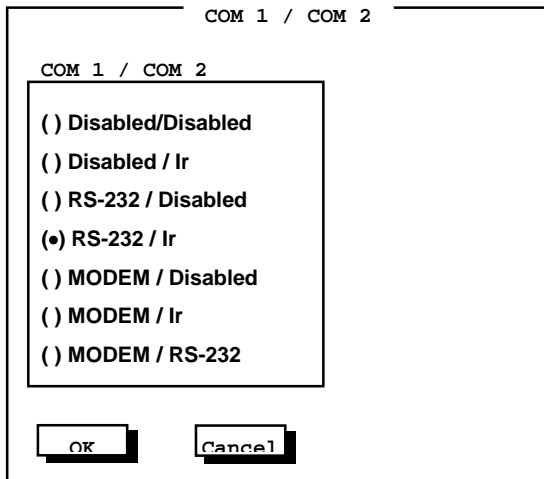 COM 1 / COM 2
COM 1 / COM 2
( ) Disabled/Disabled
( ) Disabled / Ir
( ) RS-232 / Disabled
(●) RS-232 / Ir
( ) MODEM / Disabled
( ) MODEM / Ir
( ) MODEM / RS-232
OK Cancel